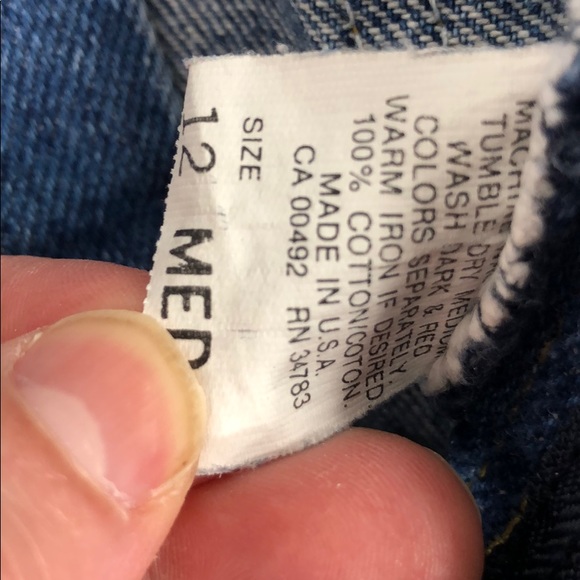 MACHINE
TUMBLE DRY MEDIUM
WASH DARK & RED
COLORS SEPARATELY.
WARM IRON IF DESIRED.
100% COTTON/COTON.
MADE IN U.S.A.
CA 00492 RN 34783
SIZE
12 MED